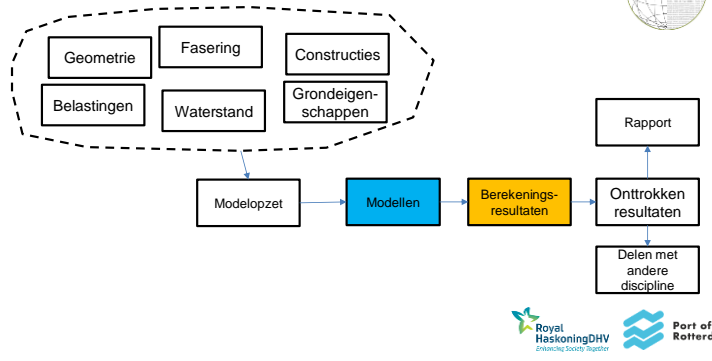 Geometrie
Fasering
Constructies
Belastingen
Waterstand
Grondeigen-
schappen
Rapport
Modelopzet
Modellen
Berekenings-
resultaten
Onttrokken
resultaten
Delen met
andere
discipline
Royal
HaskoningDHV
Enhancing Society Together
Port of
Rotterd